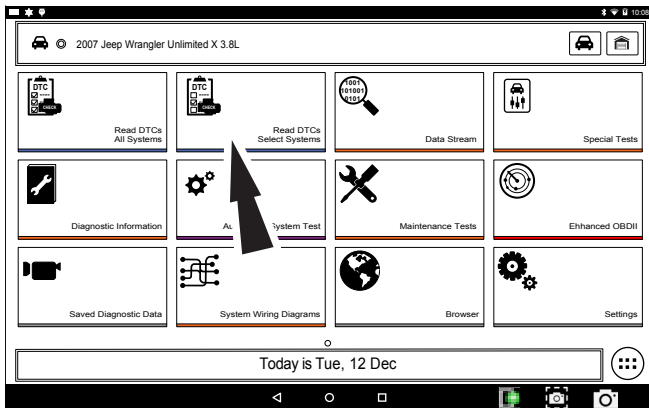 10:08
2007 Jeep Wrangler Unlimited X 3.8L
DTC
CHECK
Read DTCs
All Systems
DTC
CHECK
Read DTCs
Select Systems
1001
101001
0101
Data Stream
Special Tests
Diagnostic Information
System Test
Maintenance Tests
Enhanced OBDII
Saved Diagnostic Data
System Wiring Diagrams
Browser
Settings
Today is Tue, 12 Dec